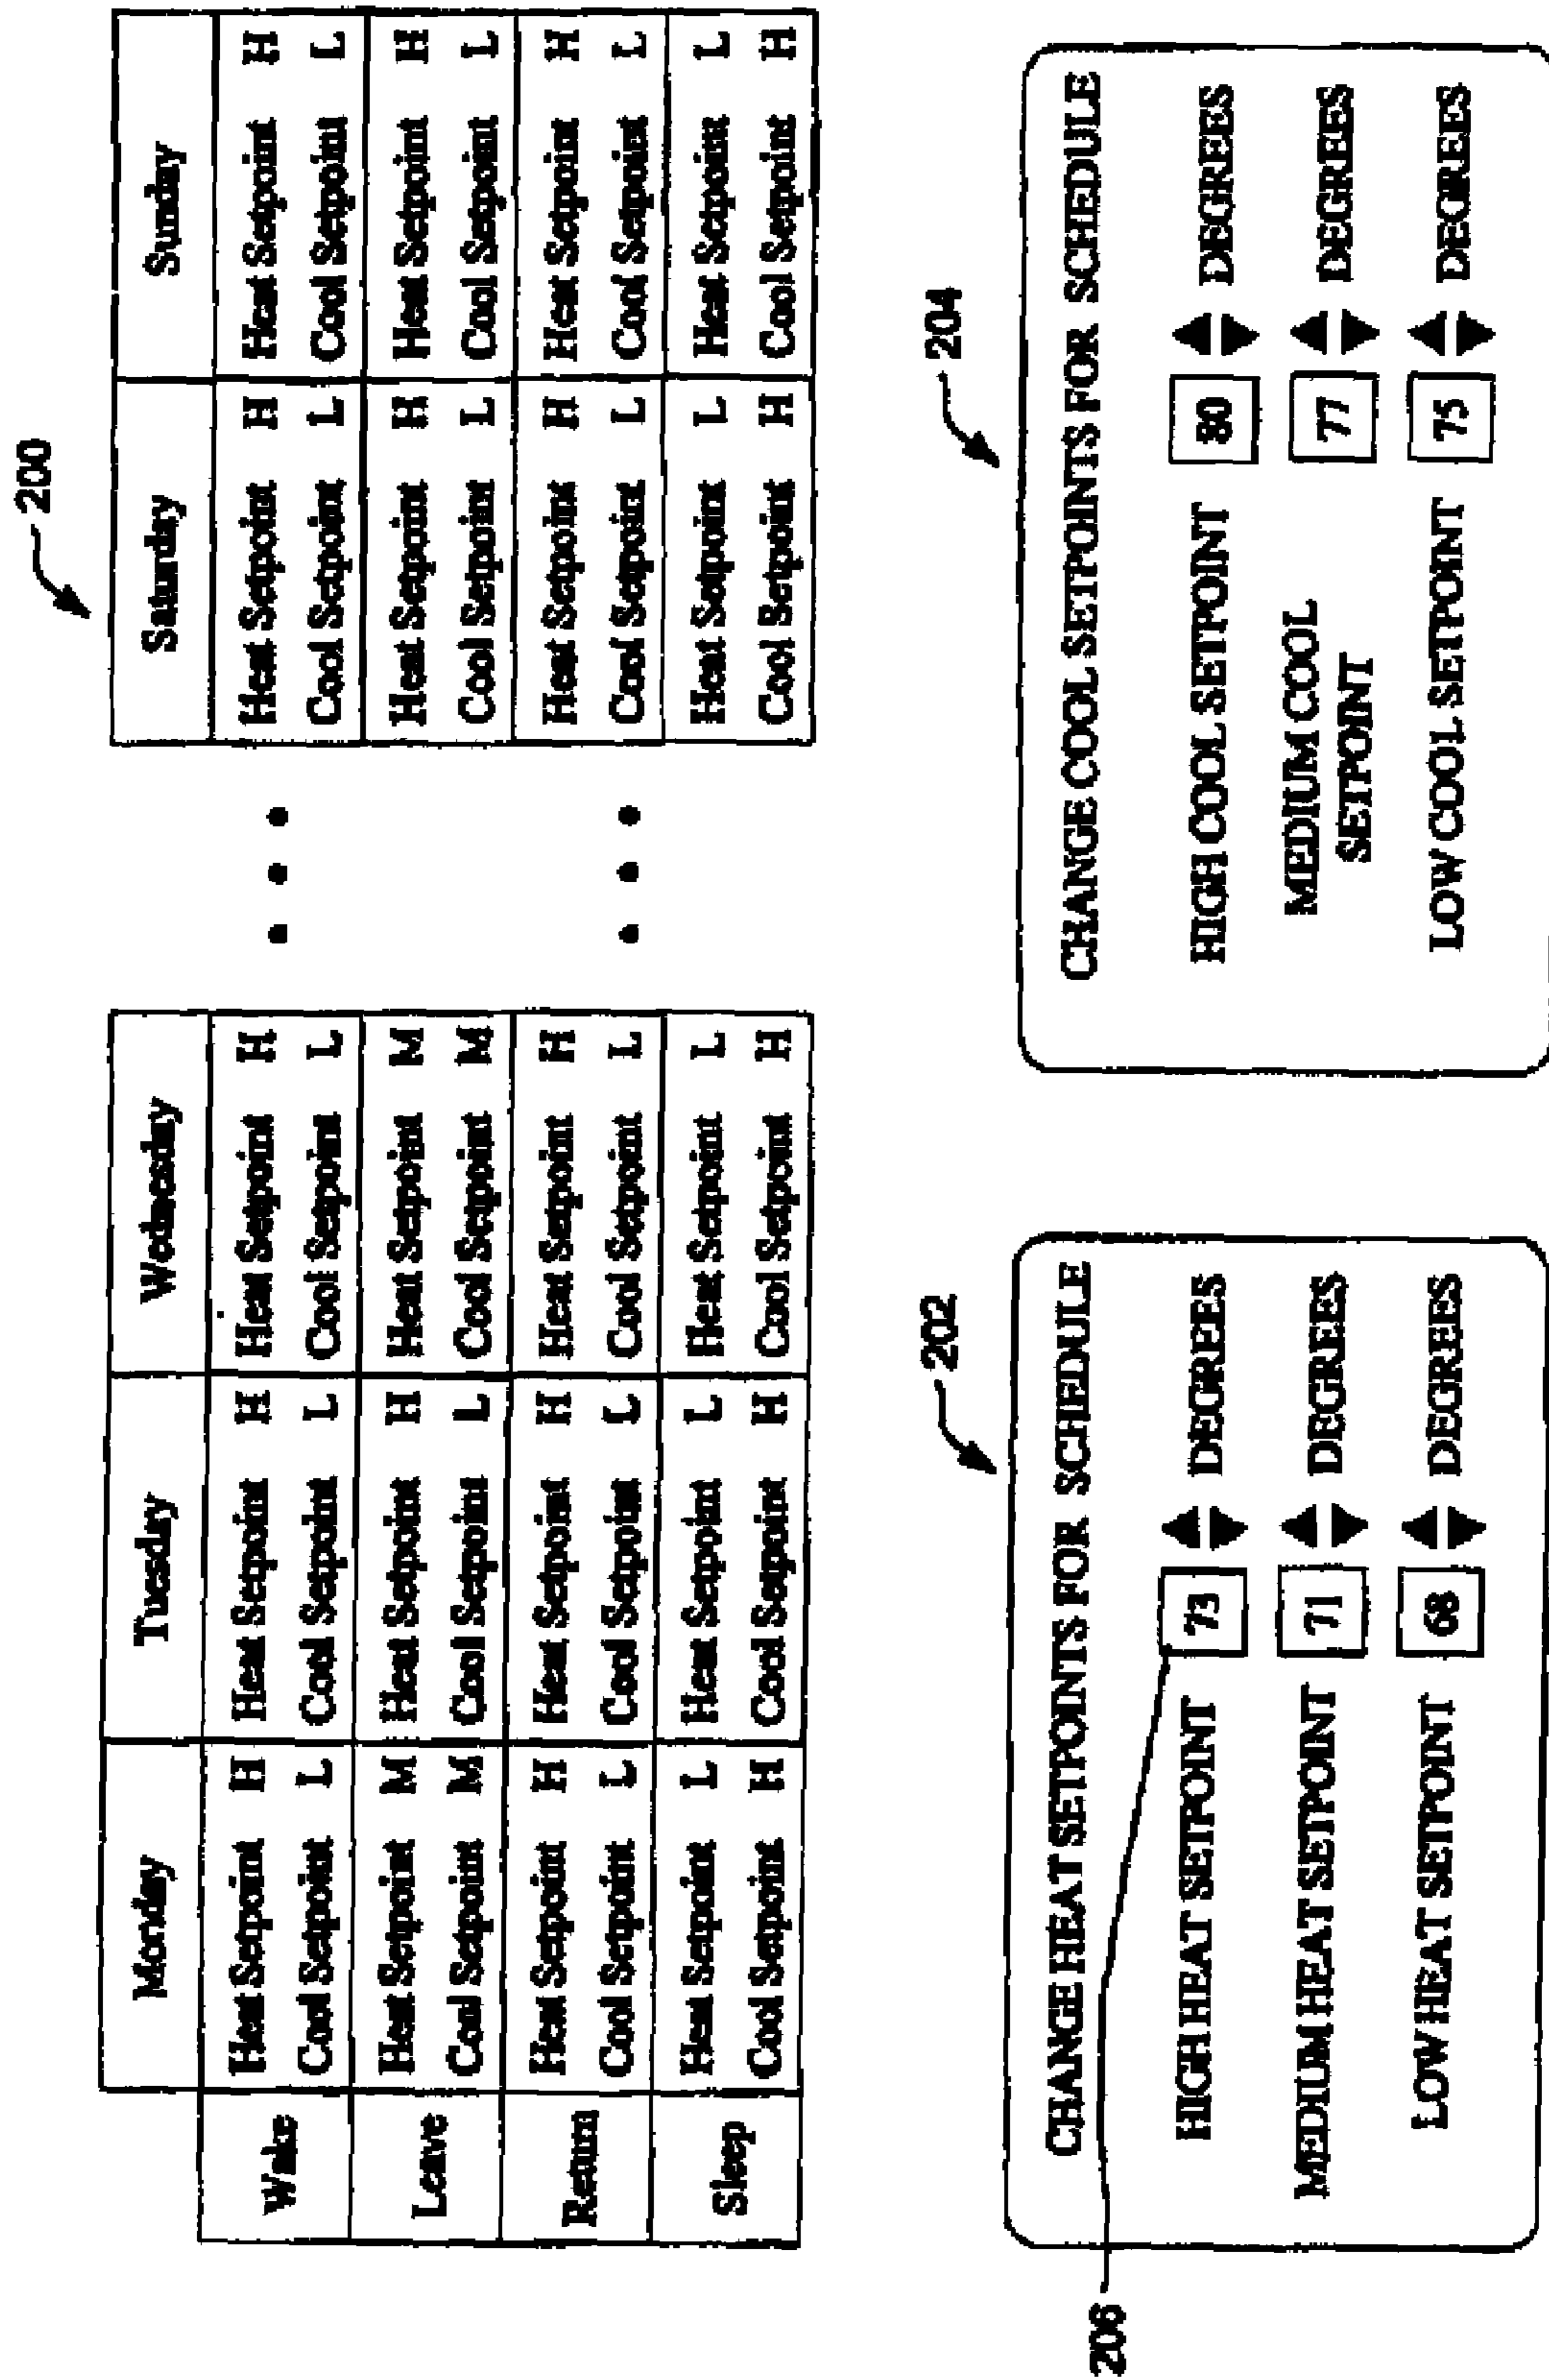 200
Monday Tuesday Wednesday Saturday Sunday
Wake Heat Setpoint H Heat Setpoint H Heat Setpoint H Heat Setpoint H Heat Setpoint H
Cool Setpoint L Cool Setpoint L Cool Setpoint L Cool Setpoint L Cool Setpoint L
Leave Heat Setpoint M Heat Setpoint H Heat Setpoint M Heat Setpoint H Heat Setpoint H
Cool Setpoint M Cool Setpoint L Cool Setpoint M Cool Setpoint L Cool Setpoint L
Return Heat Setpoint H Heat Setpoint H Heat Setpoint H Heat Setpoint H Heat Setpoint H
Cool Setpoint L Cool Setpoint L Cool Setpoint L Cool Setpoint L Cool Setpoint L
Sleep Heat Setpoint L Heat Setpoint L Heat Setpoint L Heat Setpoint L Heat Setpoint L
Cool Setpoint H Cool Setpoint H Cool Setpoint H Cool Setpoint H Cool Setpoint H
202
CHANGE HEAT SETPOINTS FOR SCHEDULE
206
HIGH HEAT SETPOINT 73 DEGREES
MEDIUM HEAT SETPOINT 71 DEGREES
LOW HEAT SETPOINT 68 DEGREES
204
CHANGE COOL SETPOINTS FOR SCHEDULE
HIGH COOL SETPOINT 80 DEGREES
MEDIUM COOL
SETPOINT 77 DEGREES
LOW COOL SETPOINT 75 DEGREES